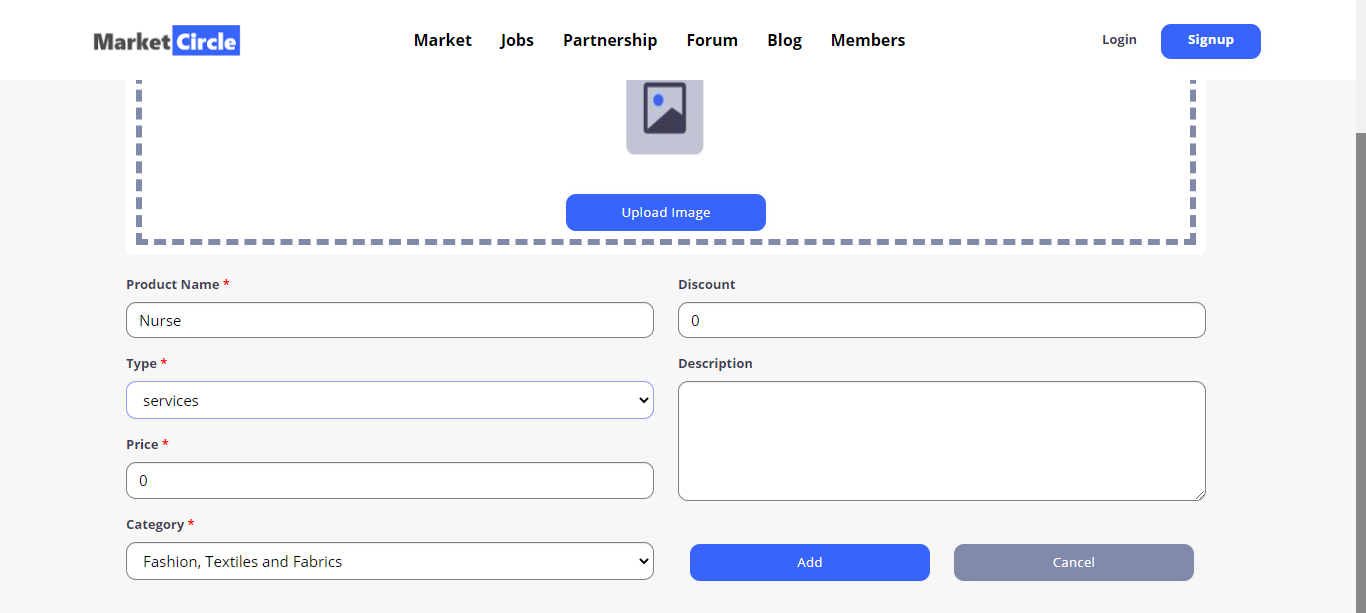 Market Circle
Market Jobs Partnership Forum Blog Members
Login Signup
Upload Image
Product Name *
Nurse
Discount
0
Type *
services
Description
Price *
0
Category *
Fashion, Textiles and Fabrics
Add
Cancel